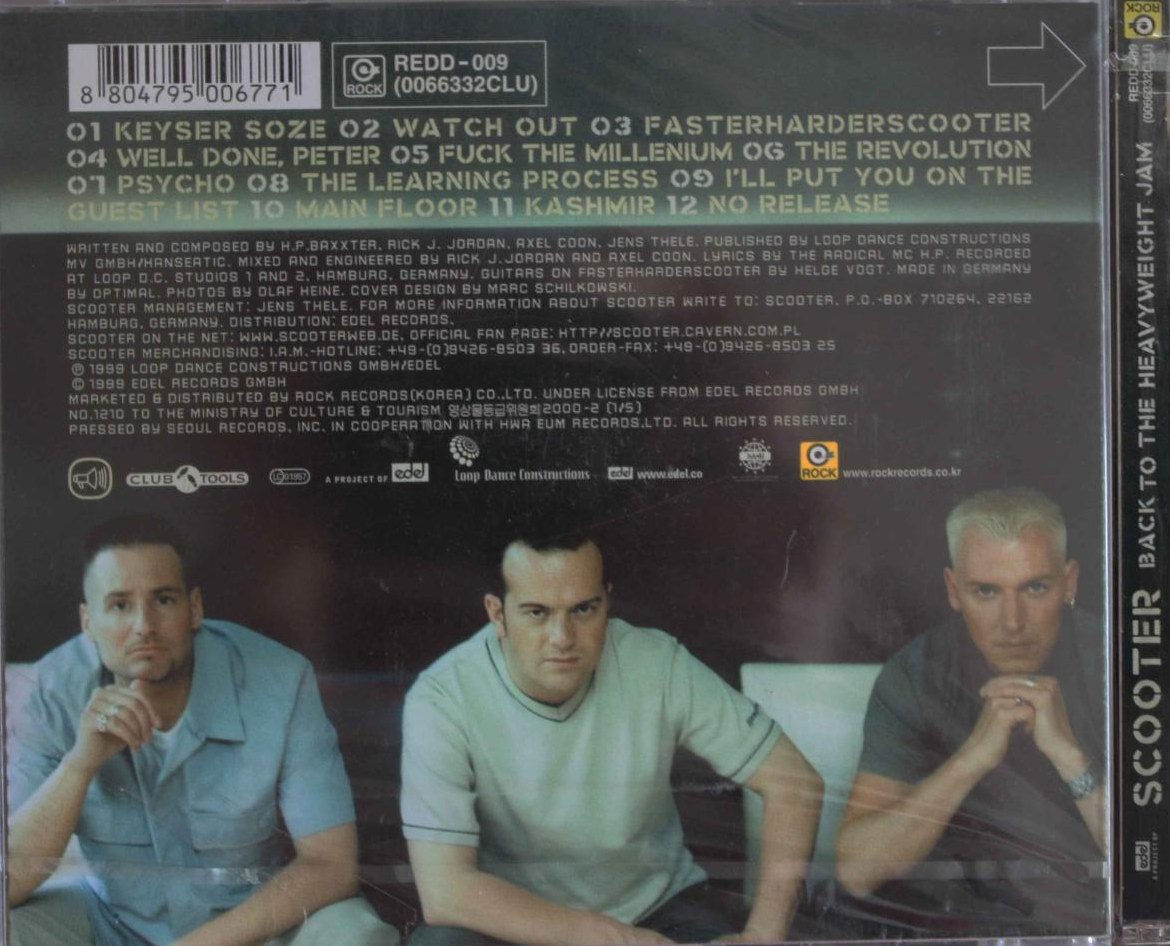 8 804795 006771
ROCK
REDD-009
(0066332CLU)
01 KEYSER SOZE 02 WATCH OUT 03 FASTERHARDERSCOOTER
04 WELL DONE, PETER 05 FUCK THE MILLENIUM 06 THE REVOLUTION
07 PSYCHO 08 THE LEARNING PROCESS 09 I'LL PUT YOU ON THE
GUEST LIST 10 MAIN FLOOR 11 KASHMIR 12 NO RELEASE
WRITTEN AND COMPOSED BY H.P.BAXXTER, RICK J. JORDAN, AXEL COON, JENS THELE. PUBLISHED BY LOOP DANCE CONSTRUCTIONS
MV GMBH/HANSEATIC. MIXED AND ENGINEERED BY RICK J.JORDAN AND AXEL COON. LYRICS BY THE RADICAL MC H.P. RECORDED
AT LOOP D.C. STUDIOS 1 AND 2, HAMBURG, GERMANY. GUITARS ON FASTERHARDERSCOOTER BY HELGE VOGT. MADE IN GERMANY
BY OPTIMAL. PHOTOS BY OLAF HEINE. COVER DESIGN BY MARC SCHILKOWSKI.
SCOOTER MANAGEMENT: JENS THELE. FOR MORE INFORMATION ABOUT SCOOTER WRITE TO: SCOOTER. P.O.-BOX 710264, 22162
HAMBURG, GERMANY. DISTRIBUTION: EDEL RECORDS.
SCOOTER ON THE NET: WWW.SCOOTERWEB.DE, OFFICIAL FAN PAGE: HTTP//SCOOTER.CAVERN.COM.PL
SCOOTER MERCHANDISING: I.A.M.-HOTLINE: +49-(0)9426-8503 36, ORDER-FAX: +49-(0)9426-8503 25
℗ 1999 LOOP DANCE CONSTRUCTIONS GMBH/EDEL
© 1999 EDEL RECORDS GMBH
MARKETED & DISTRIBUTED BY ROCK RECORDS(KOREA) CO.,LTD. UNDER LICENSE FROM EDEL RECORDS GMBH
NO.1210 TO THE MINISTRY OF CULTURE & TOURISM 영상물등급위원회2000-2 (1/5)
PRESSED BY SEOUL RECORDS, INC. IN COOPERATION WITH HWA EUM RECORDS,LTD. ALL RIGHTS RESERVED.
CLUB TOOLS
LC 01957
A PROJECT OF edel
Loop Dance Constructions
edel www.edel.co
ROCK www.rockrecords.co.kr
ROCK
REDD-009
(0066332CLU)
SCOOTER BACK TO THE HEAVYWEIGHT JAM
edel
A PROJECT OF